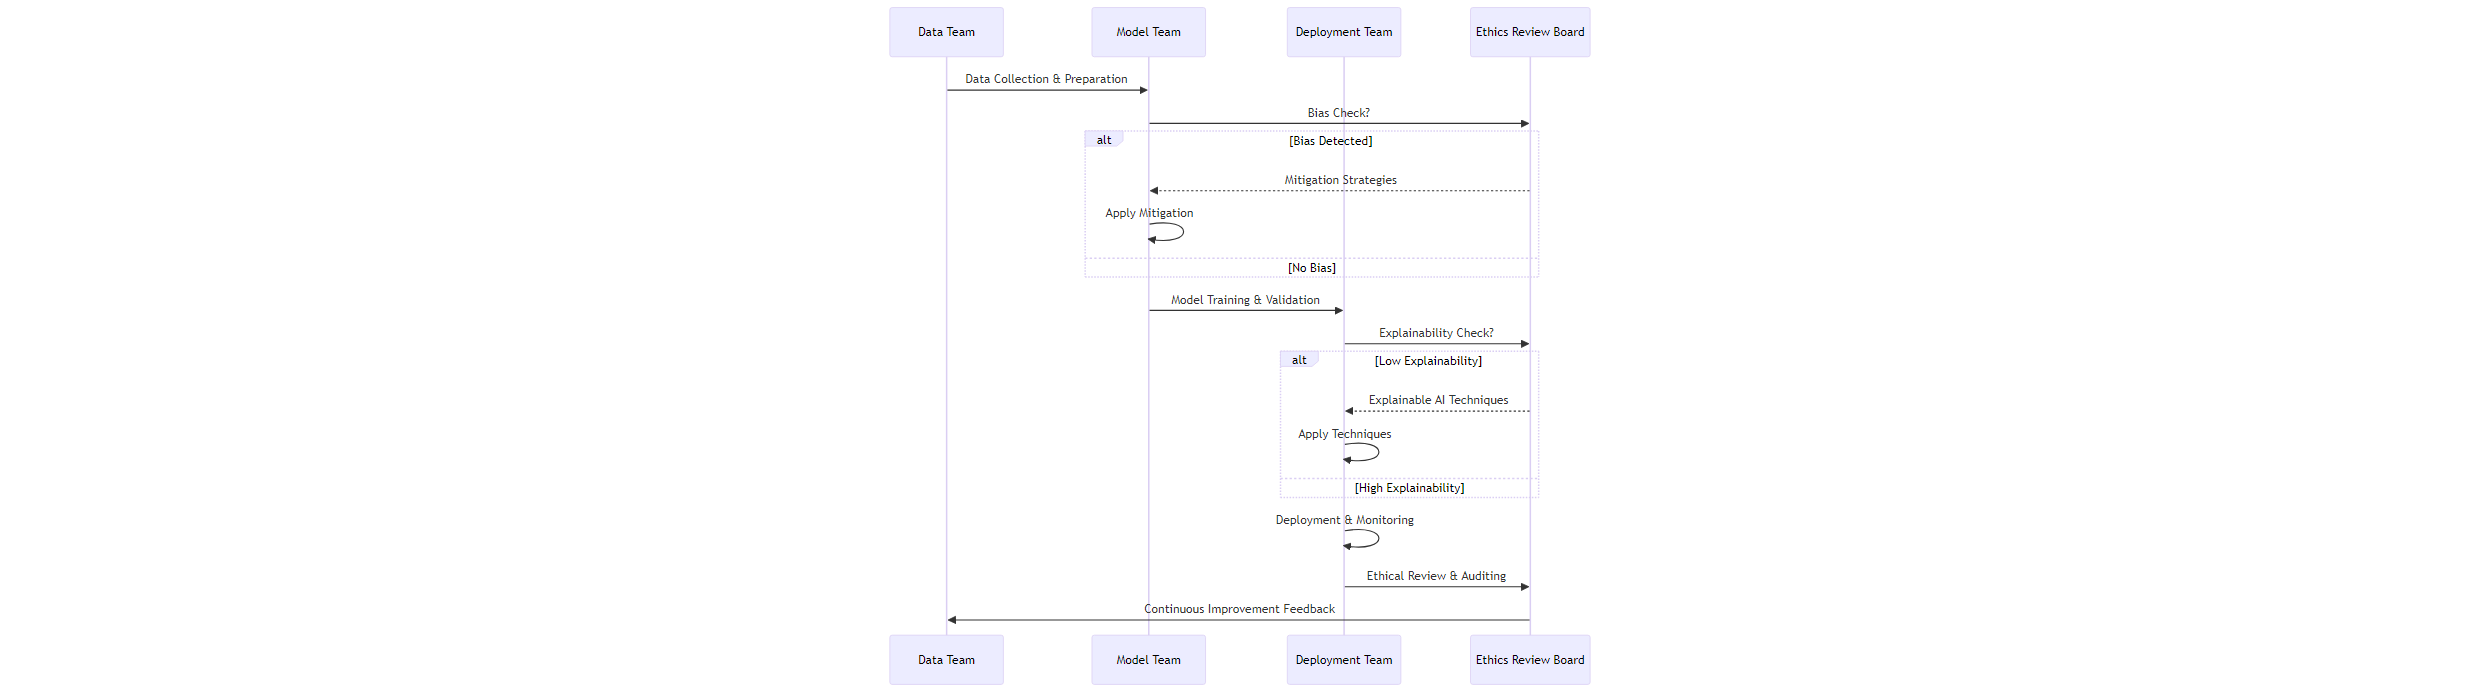 Data Team
Model Team
Deployment Team
Ethics Review Board
Data Collection & Preparation
Bias Check?
alt
[Bias Detected]
Mitigation Strategies
Apply Mitigation
[No Bias]
Model Training & Validation
Explainability Check?
alt
[Low Explainability]
Explainable AI Techniques
Apply Techniques
[High Explainability]
Deployment & Monitoring
Ethical Review & Auditing
Continuous Improvement Feedback
Data Team
Model Team
Deployment Team
Ethics Review Board